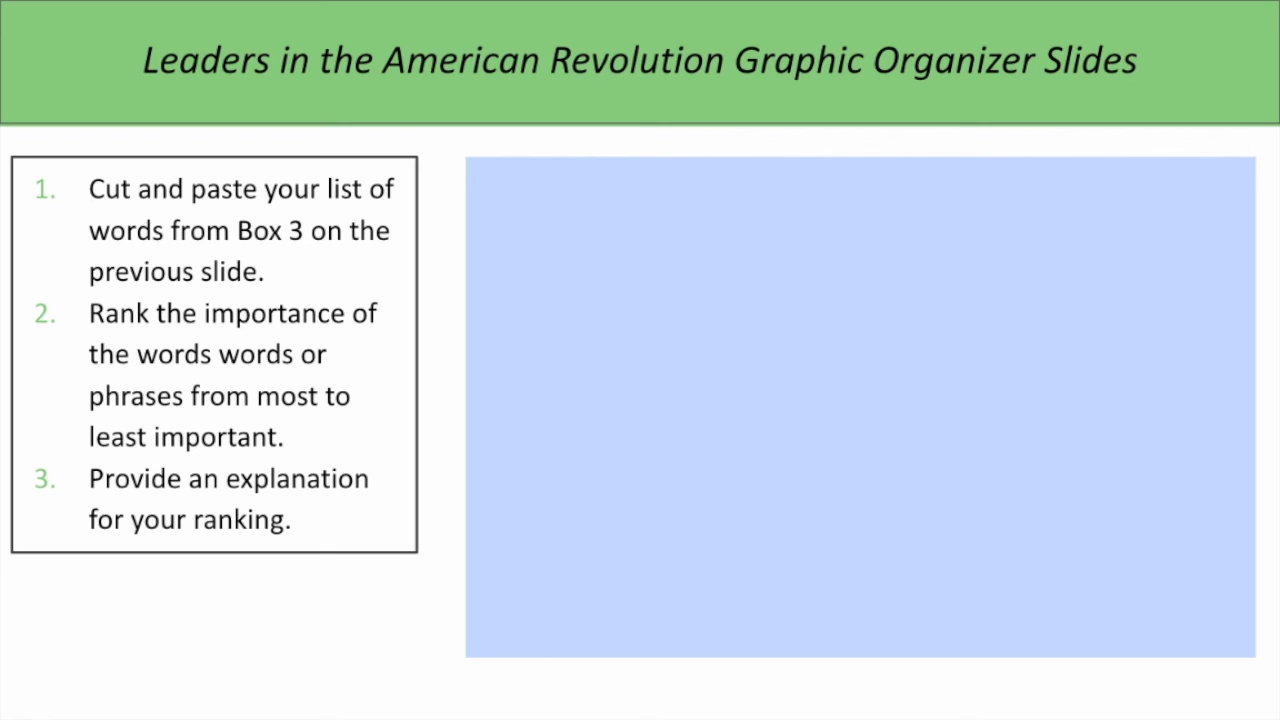 Leaders in the American Revolution Graphic Organizer Slides
1. Cut and paste your list of
words from Box 3 on the
previous slide.
2. Rank the importance of
the words words or
phrases from most to
least important.
3. Provide an explanation
for your ranking.